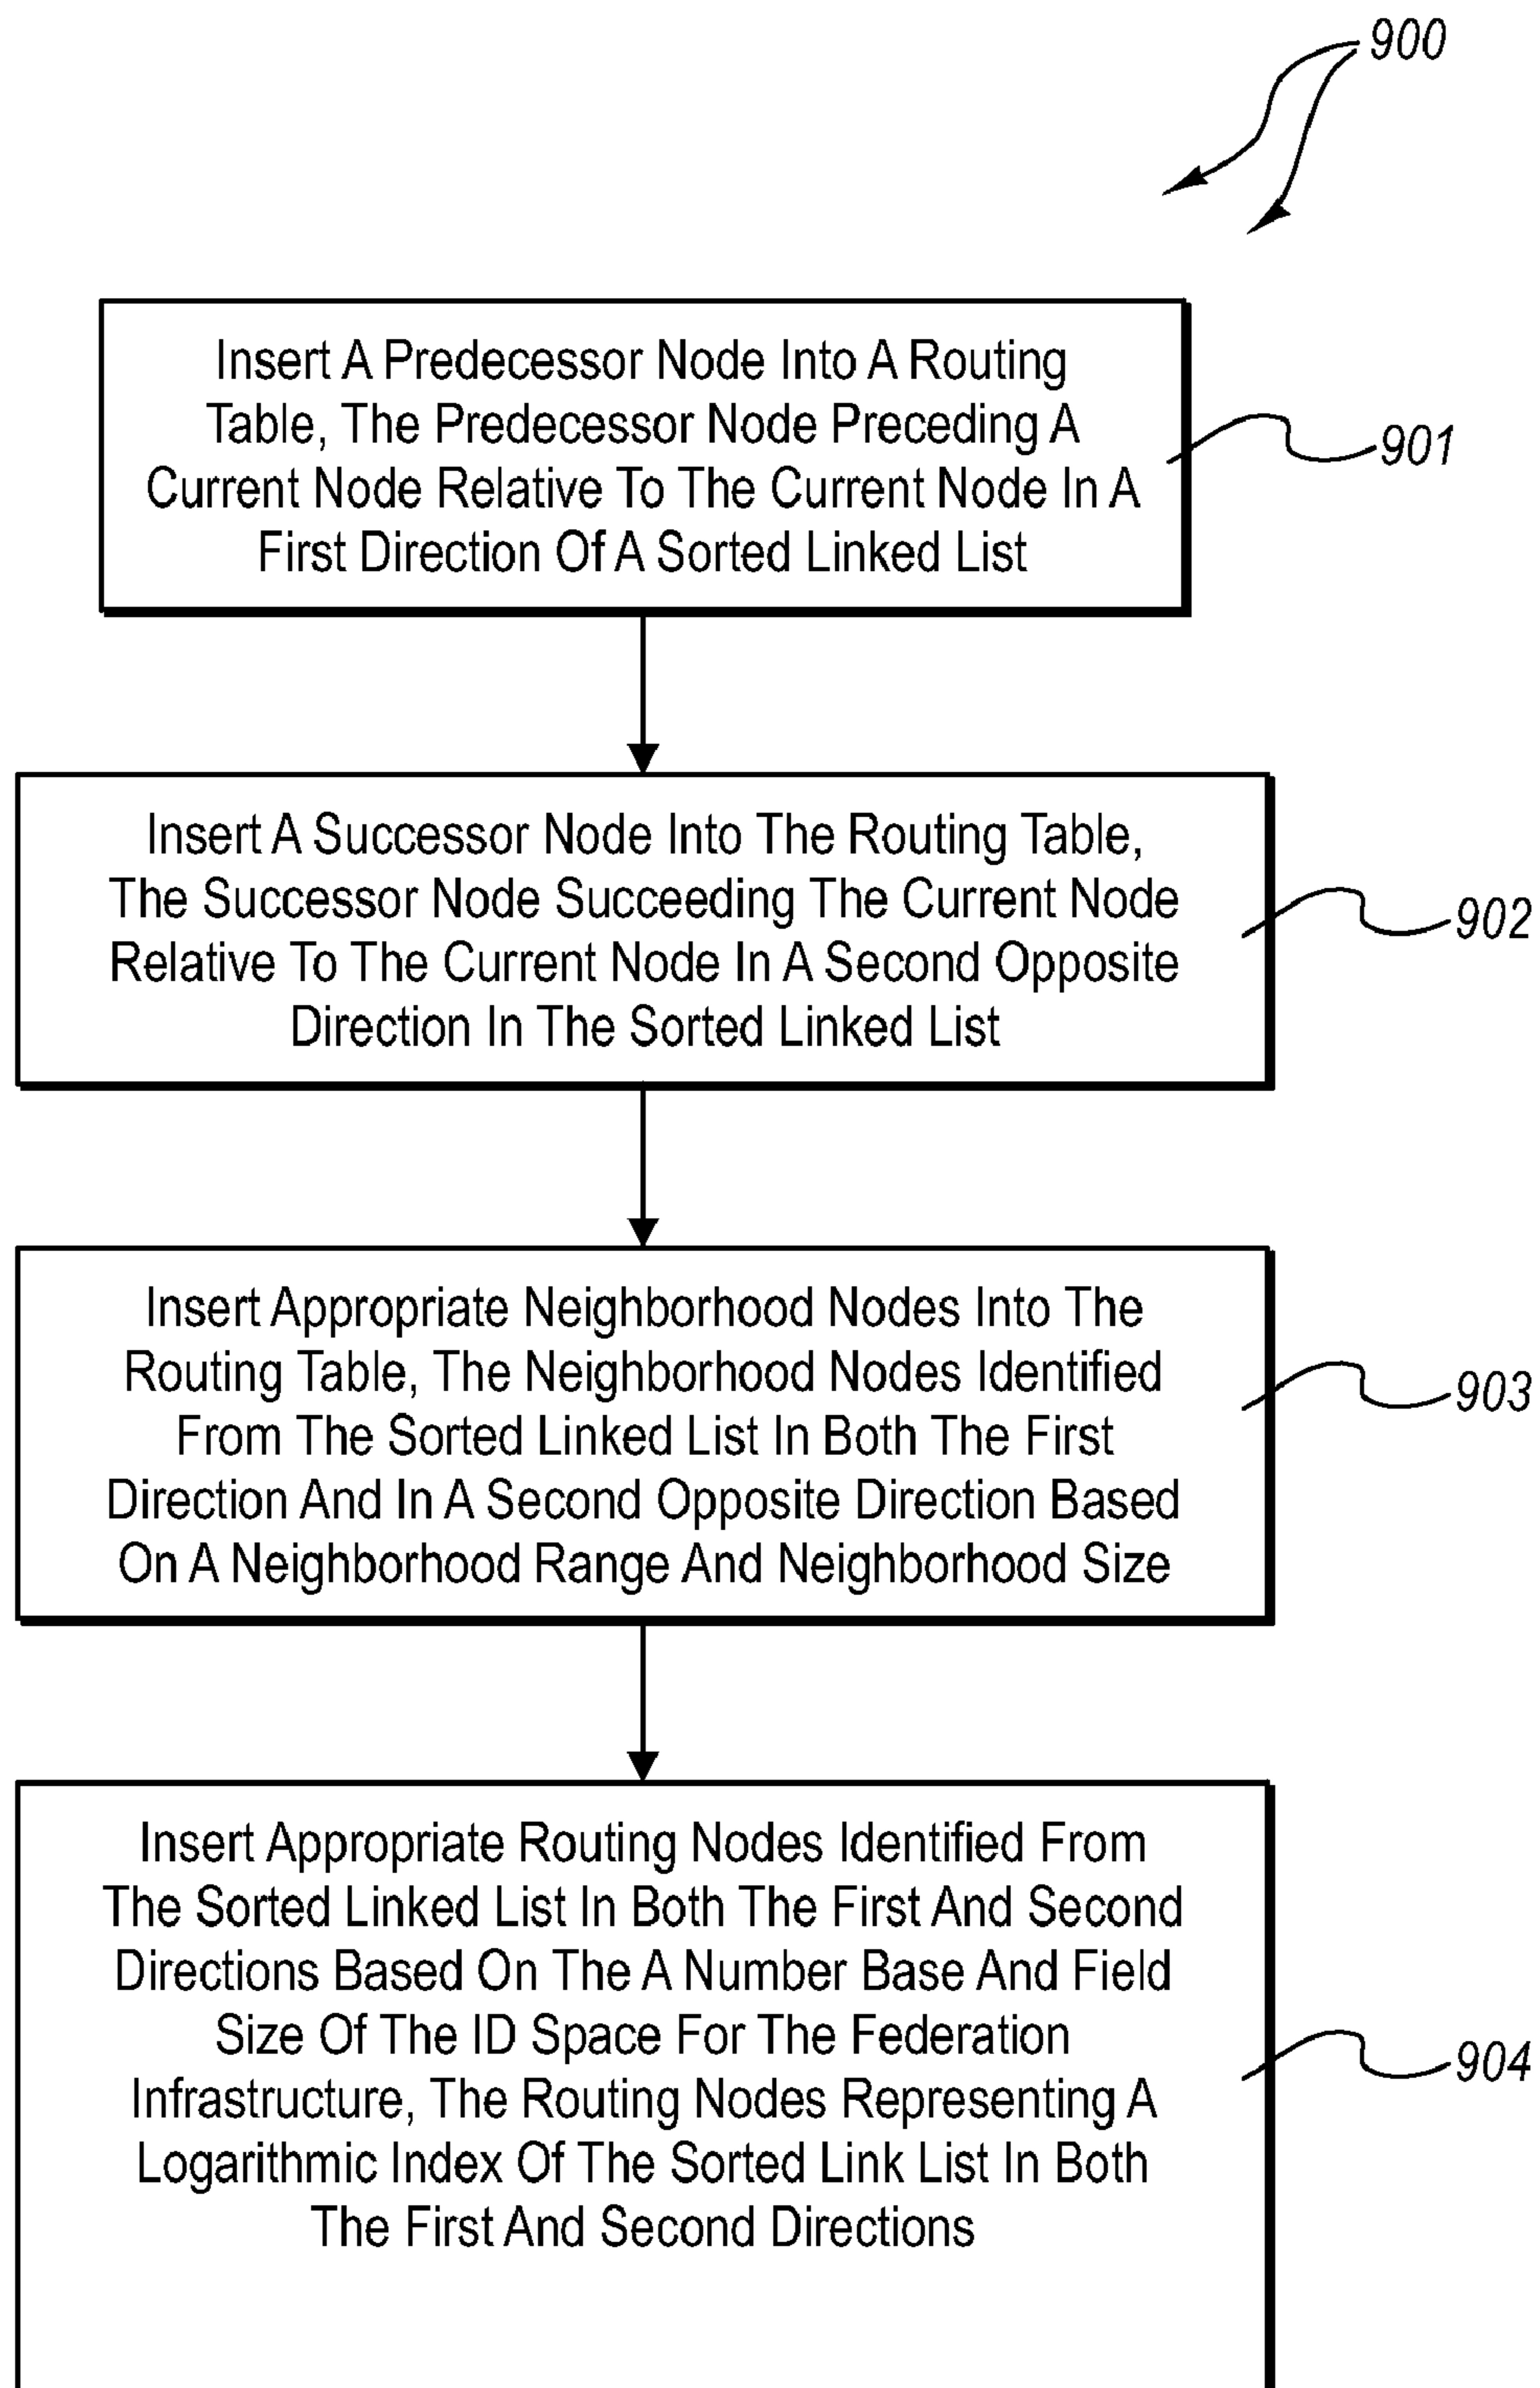 900
Insert A Predecessor Node Into A Routing
Table, The Predecessor Node Preceding A
Current Node Relative To The Current Node In A
First Direction Of A Sorted Linked List
901
Insert A Successor Node Into The Routing Table,
The Successor Node Succeeding The Current Node
Relative To The Current Node In A Second Opposite
Direction In The Sorted Linked List
902
Insert Appropriate Neighborhood Nodes Into The
Routing Table, The Neighborhood Nodes Identified
From The Sorted Linked List In Both The First
Direction And In A Second Opposite Direction Based
On A Neighborhood Range And Neighborhood Size
903
Insert Appropriate Routing Nodes Identified From
The Sorted Linked List In Both The First And Second
Directions Based On The A Number Base And Field
Size Of The ID Space For The Federation
Infrastructure, The Routing Nodes Representing A
Logarithmic Index Of The Sorted Link List In Both
The First And Second Directions
904